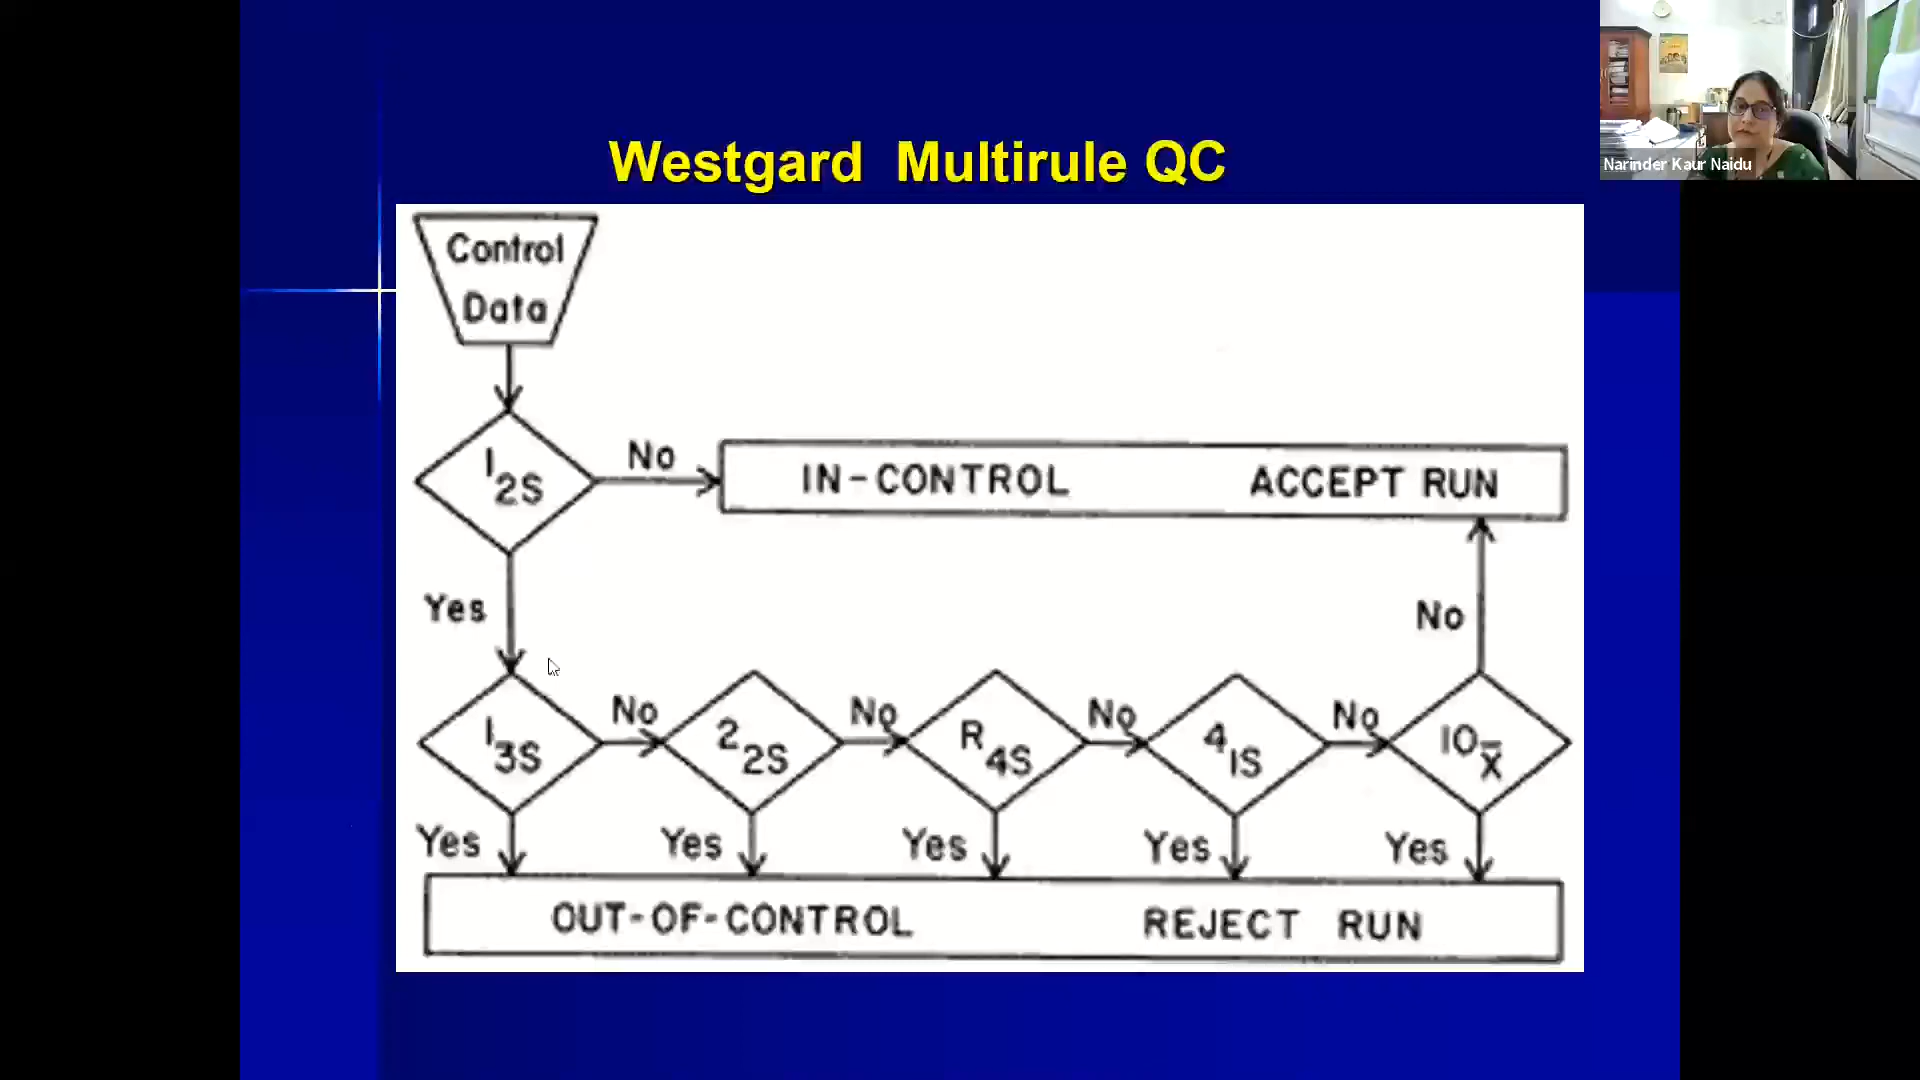 Westgard Multirule QC
Narinder Kaur Naidu
Control
Data
1 2S
No
IN-CONTROL ACCEPT RUN
Yes
No
1 3S
No
2 2S
No
R 4S
No
4 1S
No
10 x̅
Yes
Yes
Yes
Yes
Yes
OUT-OF-CONTROL REJECT RUN